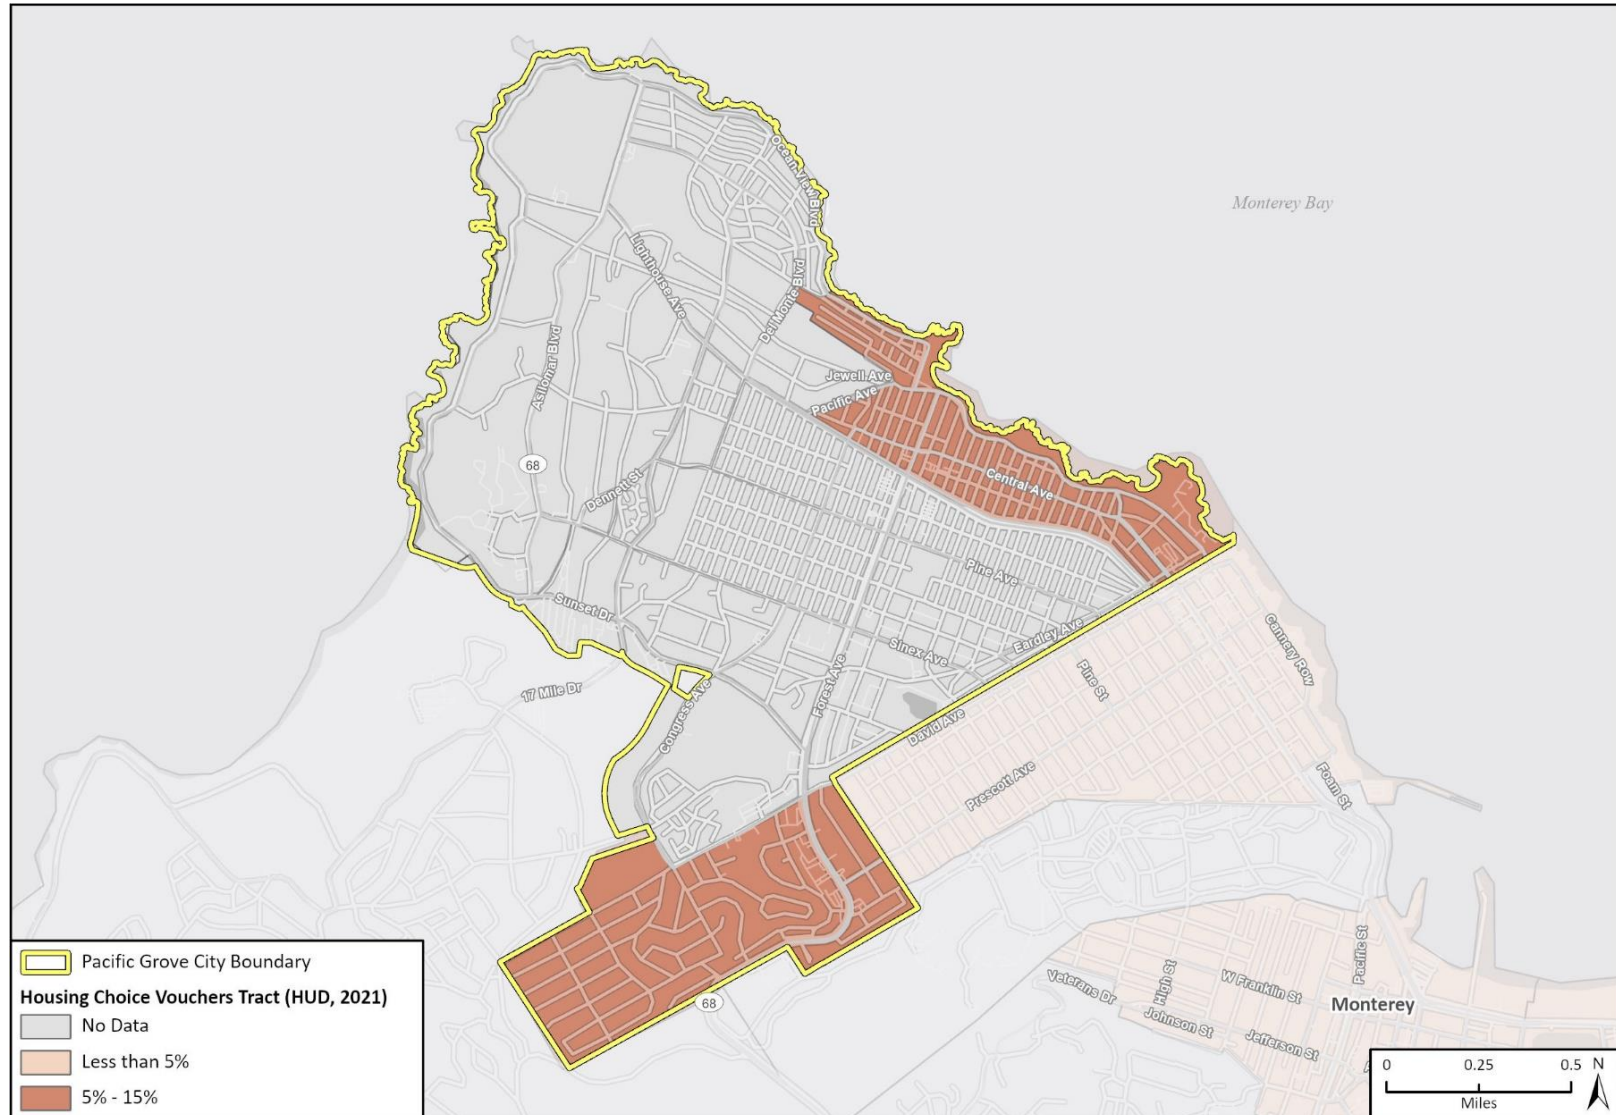 Monterey Bay
Ocean View Blvd
Lighthouse Ave
Del Monte Blvd
Asilomar Blvd
Jewell Ave
Pacific Ave
68
Dennett St
Central Ave
Pine Ave
Sunset Dr
Sinex Ave
Eardley Ave
Cannery Row
Pine St
17 Mile Dr
Congress Ave
Forest Ave
David Ave
Prescott Ave
Foam St
Pacific St
High St
Veterans Dr
W Franklin St
Monterey
Johnson St
Jefferson St
68
Pacific Grove City Boundary
Housing Choice Vouchers Tract (HUD, 2021)
No Data
Less than 5%
5% - 15%
0 0.25 0.5 N
Miles